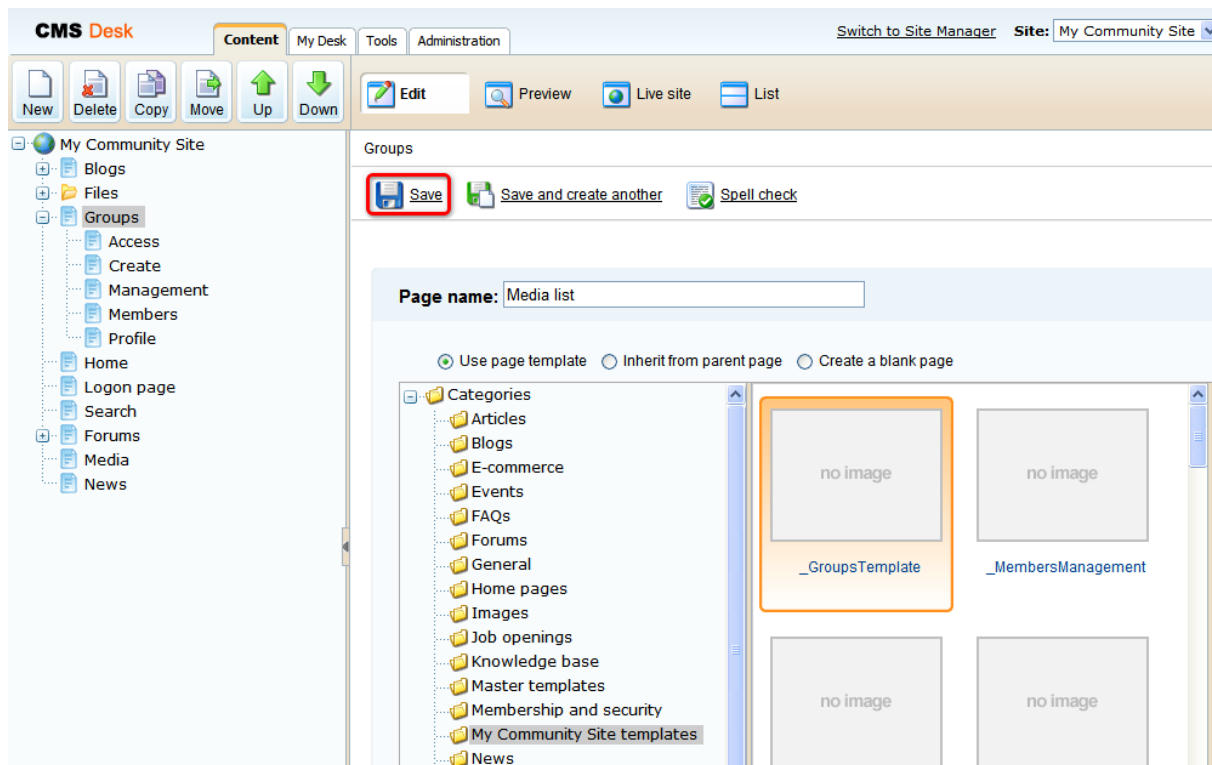 CMS Desk
Content My Desk Tools Administration
Switch to Site Manager Site: My Community Site
New Delete Copy Move Up Down
Edit Preview Live site List
My Community Site
Blogs
Files
Groups
Access
Create
Management
Members
Profile
Home
Logon page
Search
Forums
Media
News
Groups
Save Save and create another Spell check
Page name: Media list
Use page template Inherit from parent page Create a blank page
Categories
Articles
Blogs
E-commerce
Events
FAQs
Forums
General
Home pages
Images
Job openings
Knowledge base
Master templates
Membership and security
My Community Site templates
News
no image no image
_GroupsTemplate _MembersManagement
no image no image